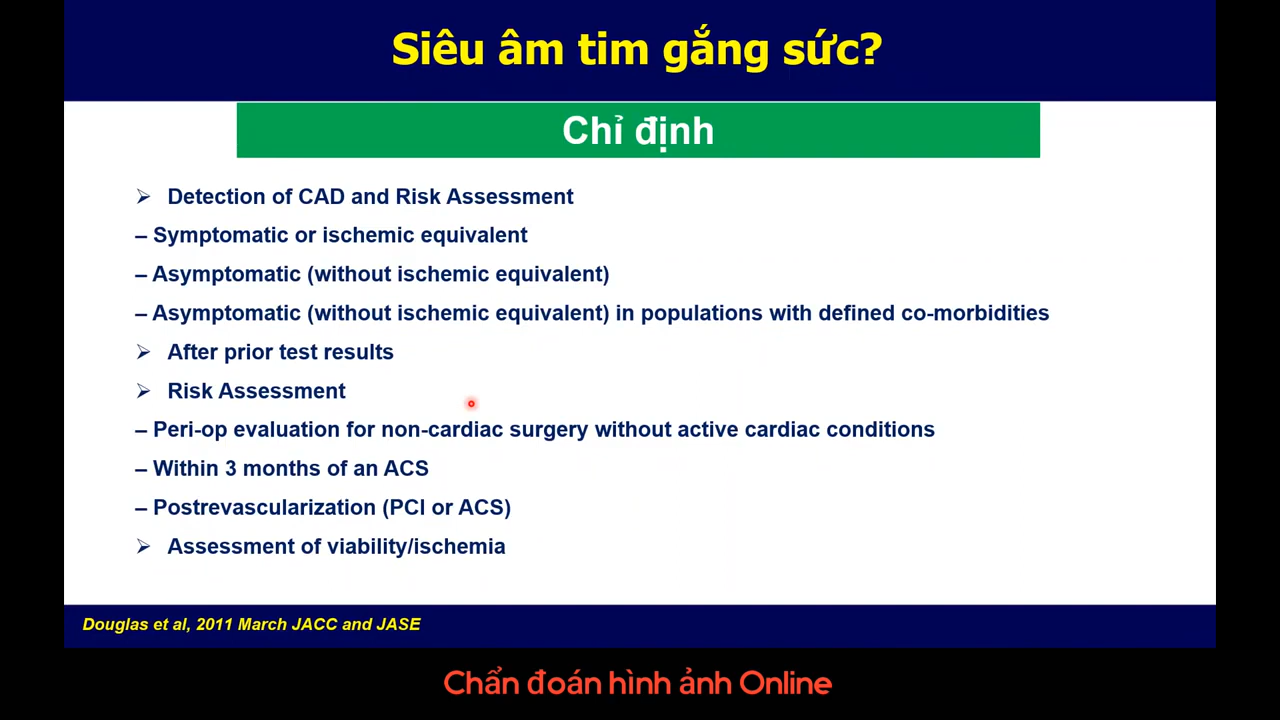 Siêu âm tim gắng sức?
Chỉ định
➢ Detection of CAD and Risk Assessment
– Symptomatic or ischemic equivalent
– Asymptomatic (without ischemic equivalent)
– Asymptomatic (without ischemic equivalent) in populations with defined co-morbidities
➢ After prior test results
➢ Risk Assessment
– Peri-op evaluation for non-cardiac surgery without active cardiac conditions
– Within 3 months of an ACS
– Postrevascularization (PCI or ACS)
➢ Assessment of viability/ischemia
Douglas et al, 2011 March JACC and JASE
Chẩn đoán hình ảnh Online